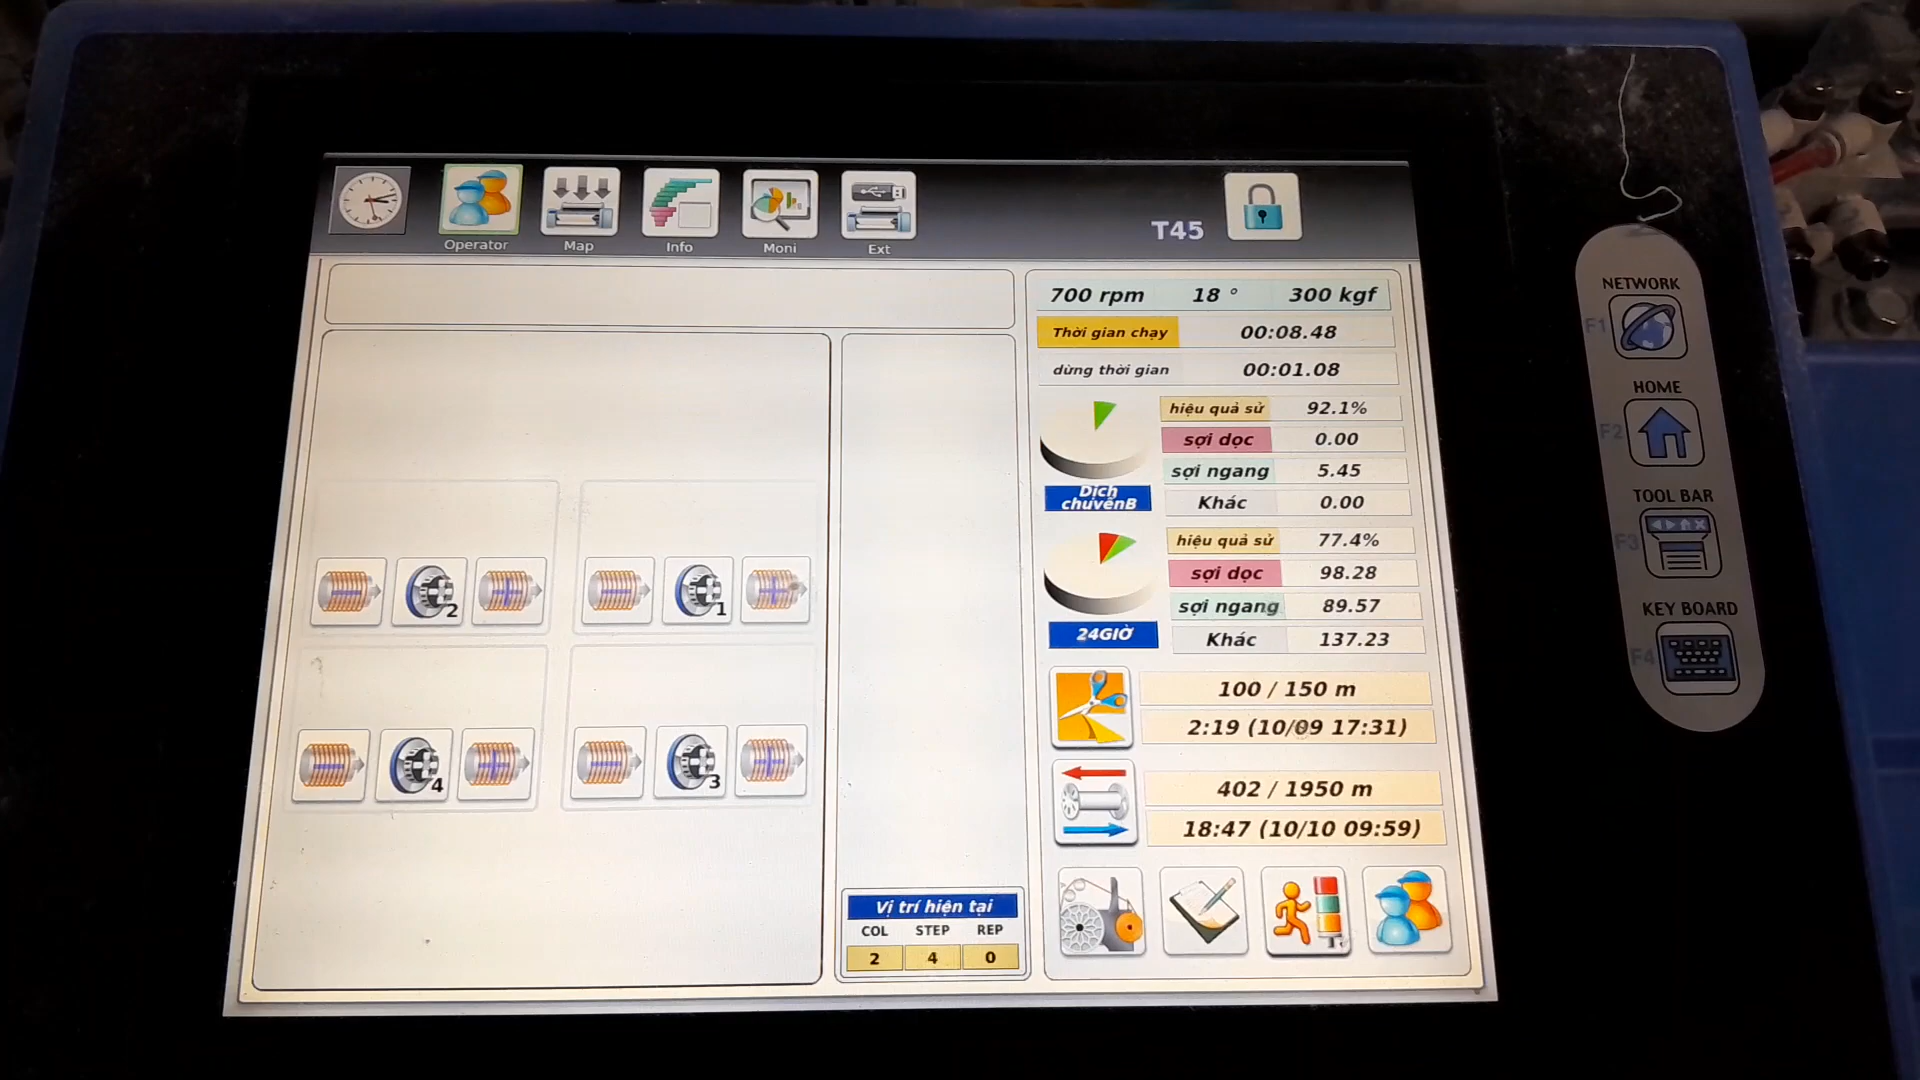 Operator
Map
Info
Moni
Ext
T45
700 rpm 18 ° 300 kgf
Thời gian chạy 00:08.48
dừng thời gian 00:01.08
hiệu quả sử 92.1%
sợi dọc 0.00
sợi ngang 5.45
Dịch chuyểnB
Khác 0.00
hiệu quả sử 77.4%
sợi dọc 98.28
sợi ngang 89.57
24GIỜ
Khác 137.23
100 / 150 m
2:19 (10/09 17:31)
402 / 1950 m
18:47 (10/10 09:59)
2
1
4
3
Vị trí hiện tại
COL STEP REP
2 4 0
NETWORK
F1
HOME
F2
TOOL BAR
F3
KEY BOARD
F4